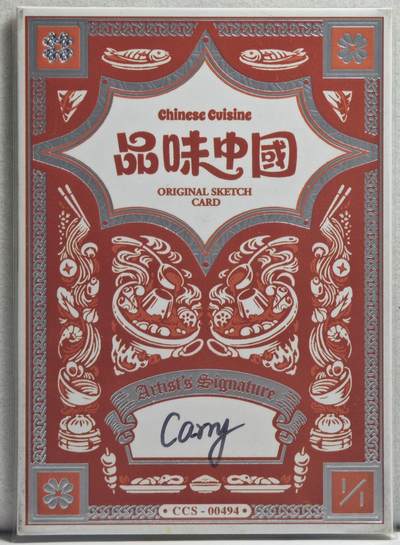 Chinese Cuisine
品味中國
ORIGINAL SKETCH
CARD
Artist's Signature
Carry
1/1
CCS - 00494